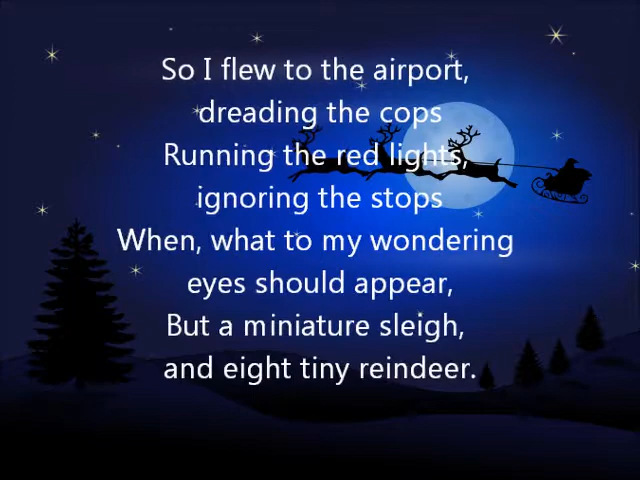 So I flew to the airport,
dreading the cops
Running the red lights,
ignoring the stops
When, what to my wondering
eyes should appear,
But a miniature sleigh,
and eight tiny reindeer.